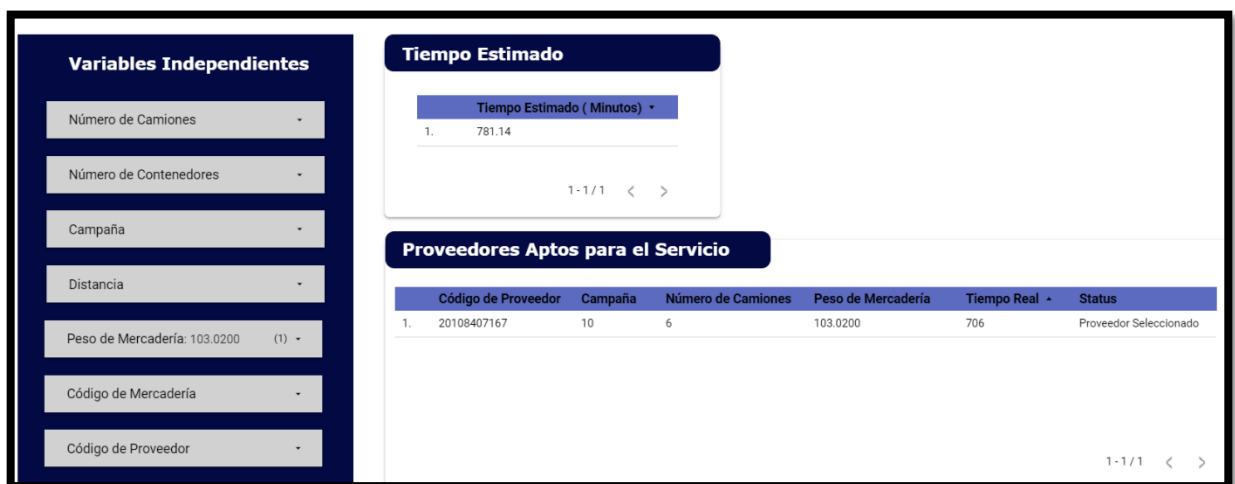 Variables Independientes
Número de Camiones
Número de Contenedores
Campaña
Distancia
Peso de Mercadería: 103.0200 (1)
Código de Mercadería
Código de Proveedor
Tiempo Estimado
Tiempo Estimado ( Minutos)
1. 781.14
1 - 1 / 1 < >
Proveedores Aptos para el Servicio
Código de Proveedor Campaña Número de Camiones Peso de Mercadería Tiempo Real Status
1. 20108407167 10 6 103.0200 706 Proveedor Seleccionado
1 - 1 / 1 < >